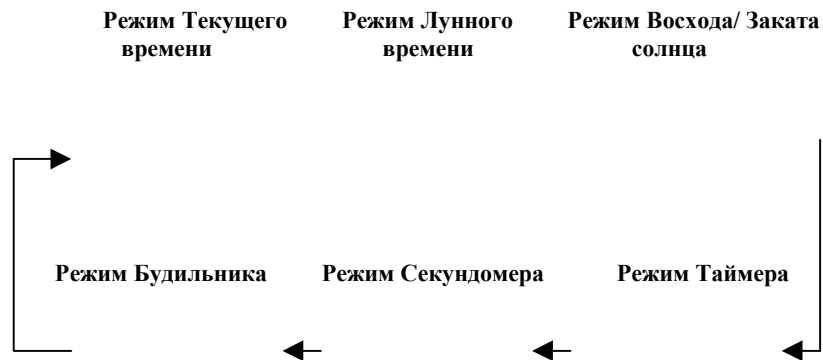 Режим Текущего
времени
Режим Лунного
времени
Режим Восхода/ Заката
солнца
Режим Будильника
Режим Секундомера
Режим Таймера